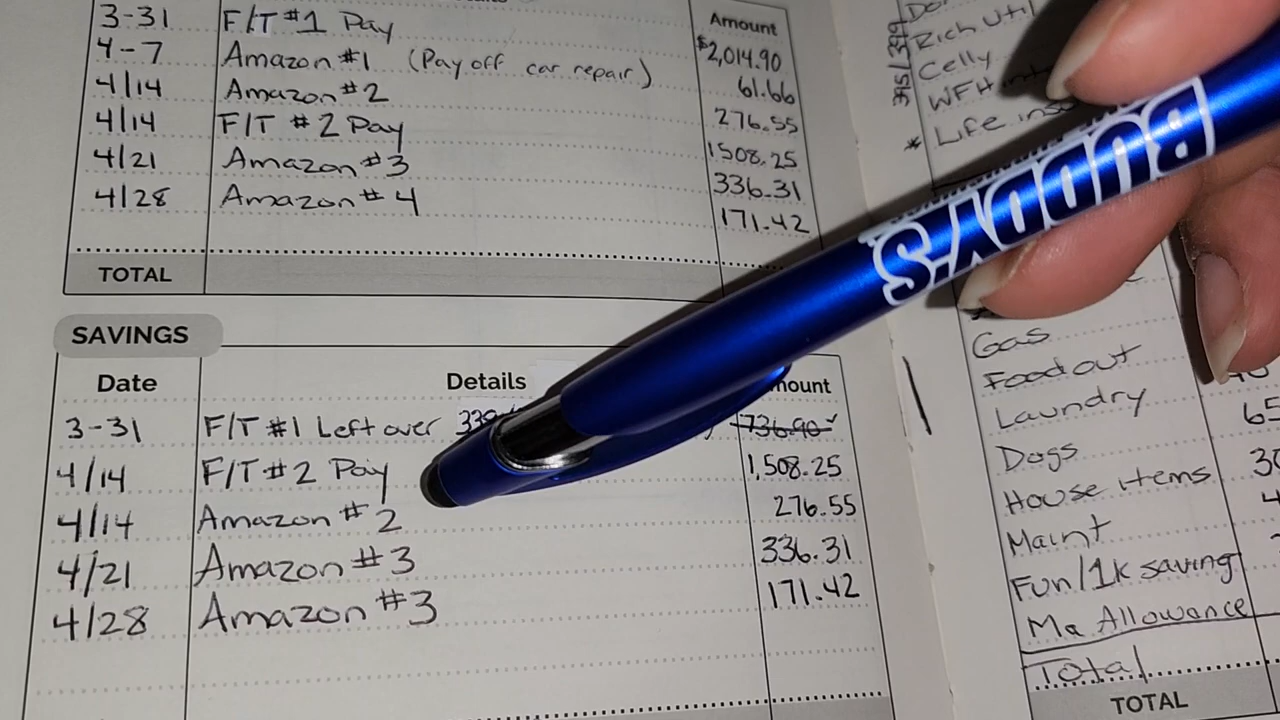 Amount
3-31 F/T #1 Pay $2,014.90
4-7 Amazon #1 (Pay off car repair) 61.66
4/14 Amazon #2 276.55
4/14 F/T #2 Pay 1508.25
4/21 Amazon #3 336.31
4/28 Amazon #4 171.42
TOTAL
SAVINGS
Date Details
3-31 F/T #1 Left over 736.90
4/14 F/T #2 Pay 1,508.25
4/14 Amazon #2 276.55
4/21 Amazon #3 336.31
4/28 Amazon #3 171.42
Rich Util
Celly
WFH
* Life
BUDDY'S
Gas
Food out
Laundry
Dogs
House items
Maint
Fun/1k saving
Ma Allowance
Total
TOTAL